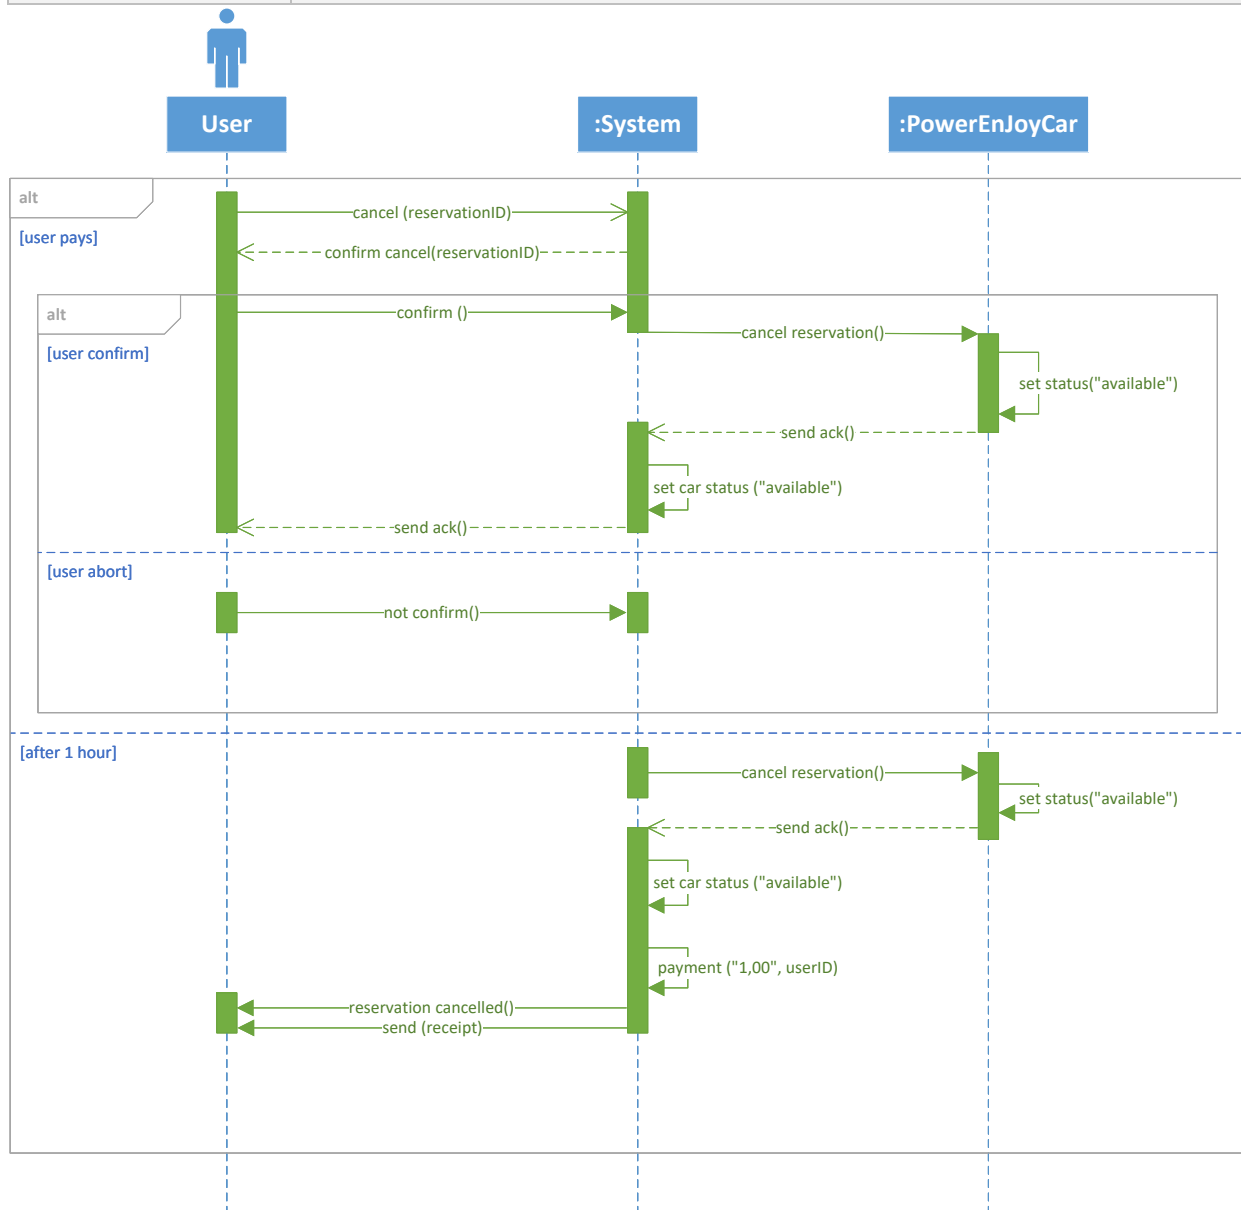 User
:System
:PowerEnJoyCar
alt
cancel (reservationID)
[user pays]
confirm cancel(reservationID)
alt
confirm ()
cancel reservation()
[user confirm]
set status("available")
send ack()
set car status ("available")
send ack()
[user abort]
not confirm()
[after 1 hour]
cancel reservation()
set status("available")
send ack()
set car status ("available")
payment ("1,00", userID)
reservation cancelled()
send (receipt)